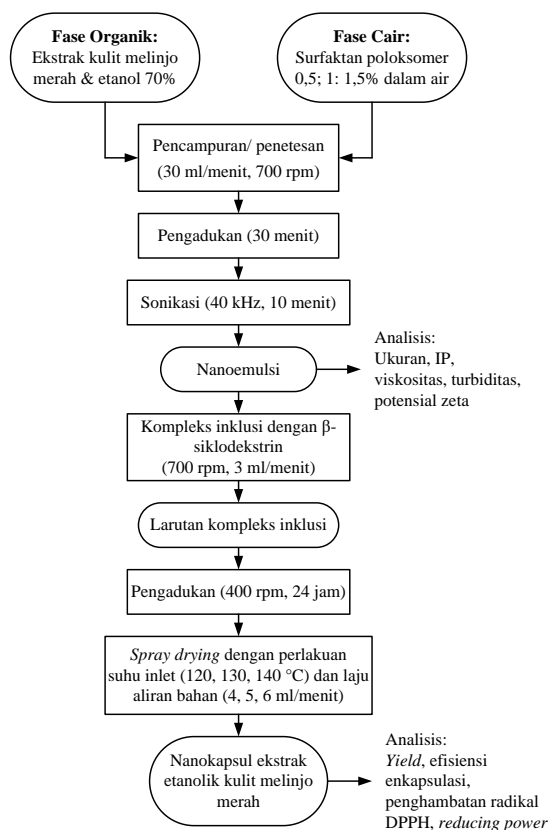 Fase Organik:
Ekstrak kulit melinjo
merah & etanol 70%
Fase Cair:
Surfaktan poloksomer
0,5; 1: 1,5% dalam air
Pencampuran/ penetesan
(30 ml/menit, 700 rpm)
Pengadukan (30 menit)
Sonikasi (40 kHz, 10 menit)
Nanoemulsi
Analisis:
Ukuran, IP,
viskositas, turbiditas,
potensial zeta
Kompleks inklusi dengan β-
siklodekstrin
(700 rpm, 3 ml/menit)
Larutan kompleks inklusi
Pengadukan (400 rpm, 24 jam)
Spray drying dengan perlakuan
suhu inlet (120, 130, 140 °C) dan laju
aliran bahan (4, 5, 6 ml/menit)
Nanokapsul ekstrak
etanolik kulit melinjo
merah
Analisis:
Yield, efisiensi
enkapsulasi,
penghambatan radikal
DPPH, reducing power